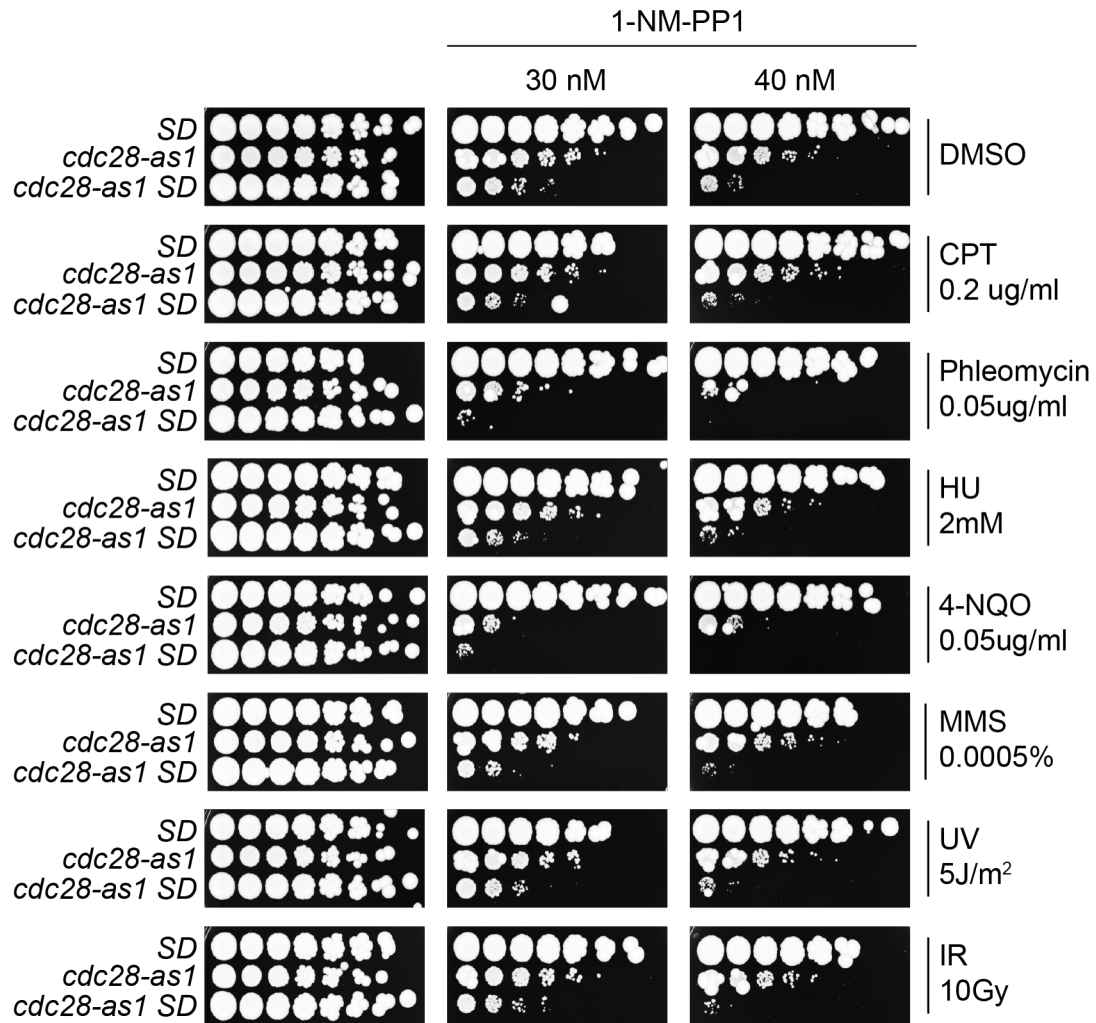 1-NM-PP1
30 nM 40 nM
SD
cdc28-as1
cdc28-as1 SD
DMSO
SD
cdc28-as1
cdc28-as1 SD
CPT
0.2 ug/ml
SD
cdc28-as1
cdc28-as1 SD
Phleomycin
0.05ug/ml
SD
cdc28-as1
cdc28-as1 SD
HU
2mM
SD
cdc28-as1
cdc28-as1 SD
4-NQO
0.05ug/ml
SD
cdc28-as1
cdc28-as1 SD
MMS
0.0005%
SD
cdc28-as1
cdc28-as1 SD
UV
5J/m²
SD
cdc28-as1
cdc28-as1 SD
IR
10Gy